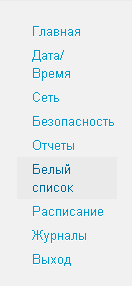 Главная
Дата/
Время
Сеть
Безопасность
Отчеты
Белый
список
Расписание
Журналы
Выход